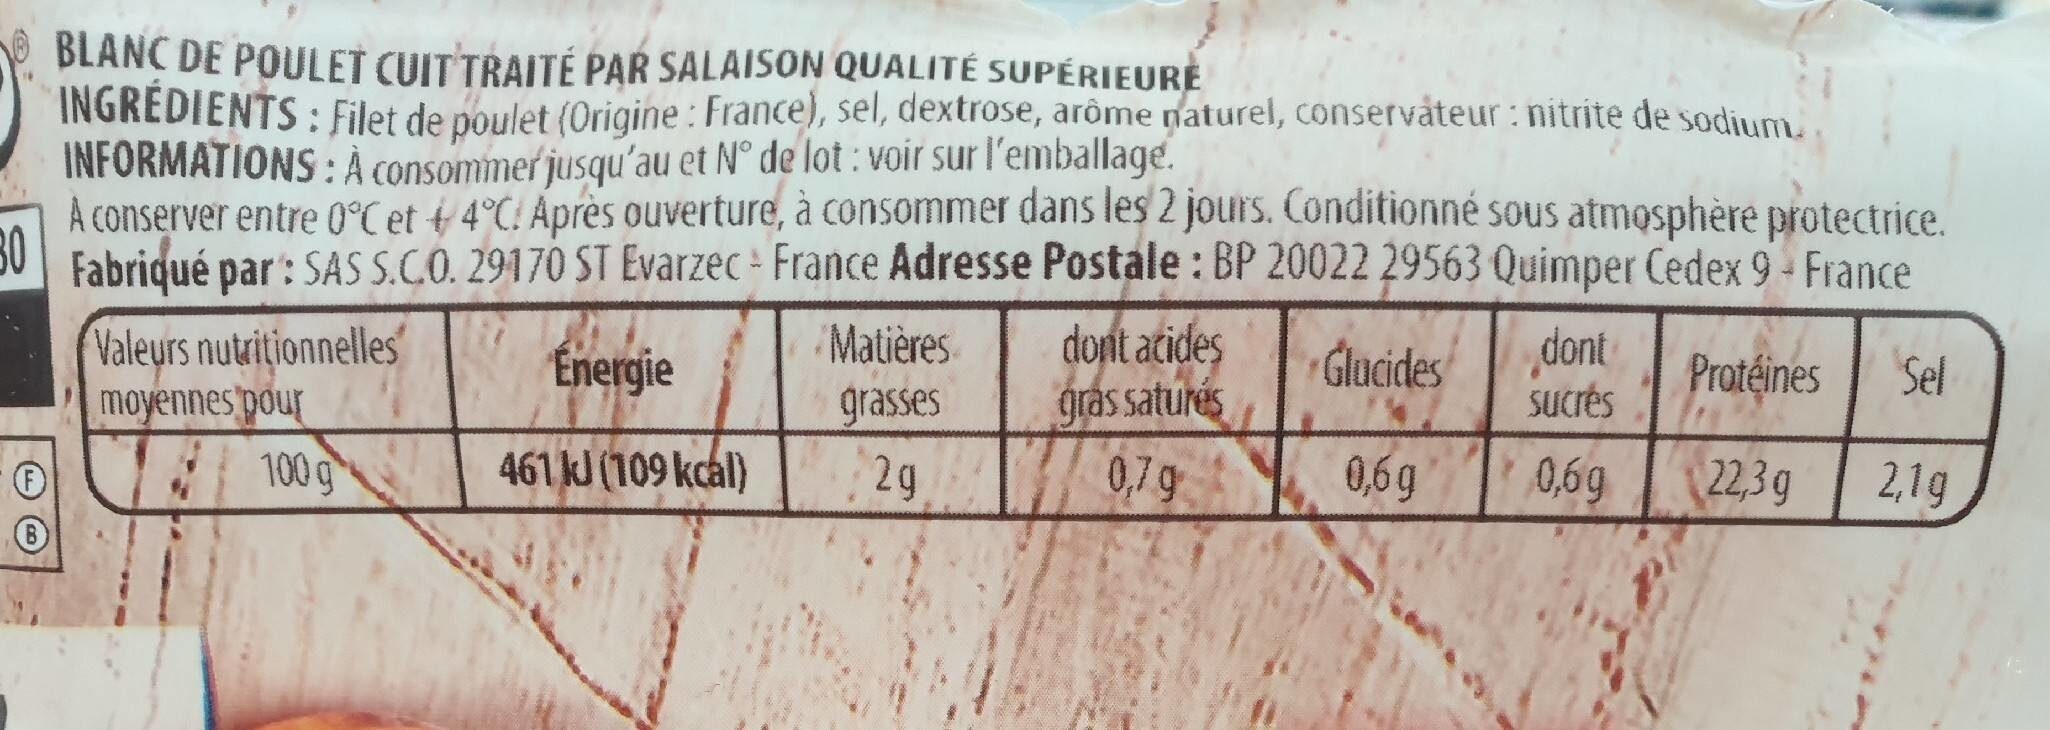 ®
BLANC DE POULET CUIT TRAITÉ PAR SALAISON QUALITÉ SUPÉRIEURE
INGRÉDIENTS : Filet de poulet (Origine : France), sel, dextrose, arôme naturel, conservateur : nitrite de sodium.
INFORMATIONS : À consommer jusqu'au et N° de lot : voir sur l'emballage.
A conserver entre 0°C et + 4°C. Après ouverture, à consommer dans les 2 jours. Conditionné sous atmosphère protectrice.
Fabriqué par : SAS S.C.O. 29170 ST Evarzec - France Adresse Postale : BP 20022 29563 Quimper Cedex 9 - France
Valeurs nutritionnelles moyennes pour Énergie Matières grasses dont acides gras saturés Glucides dont sucres Protéines Sel
100 g 461 kJ (109 kcal) 2 g 0,7 g 0,6 g 0,6 g 22,3 g 2,1 g
F
B